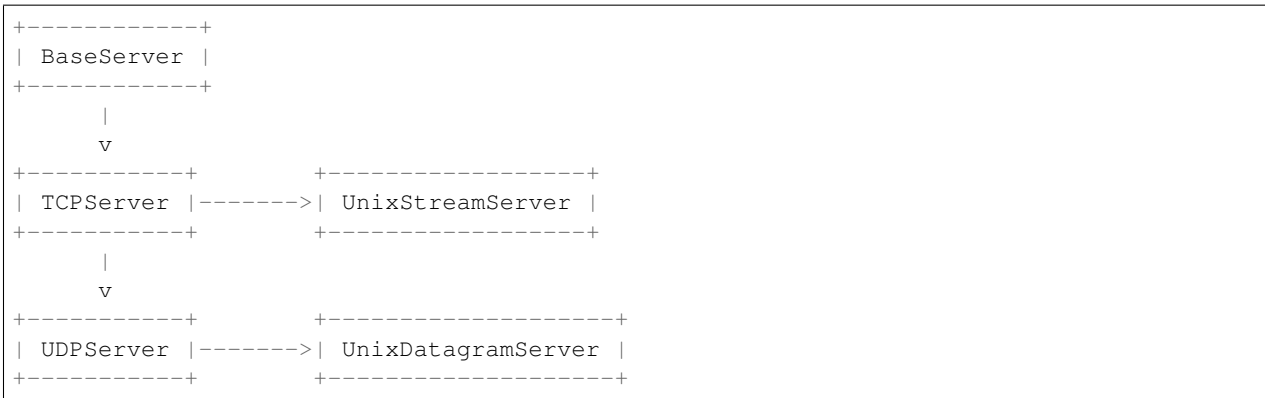 +------------+
| BaseServer |
+------------+
      |
      v
+-----------+        +------------------+
| TCPServer |------->| UnixStreamServer |
+-----------+        +------------------+
      |
      v
+-----------+        +--------------------+
| UDPServer |------->| UnixDatagramServer |
+-----------+        +--------------------+